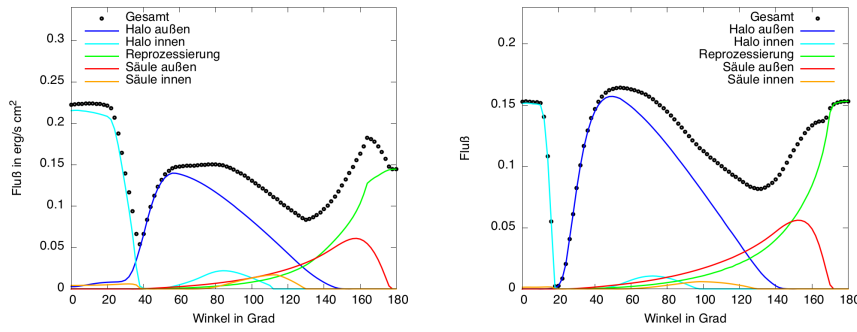 Gesamt
Halo außen
Halo innen
Reprozessierung
Säule außen
Säule innen
0.3
0.25
0.2
0.15
0.1
0.05
0
Fluß in erg/s cm²
0 20 40 60 80 100 120 140 160 180
Winkel in Grad
Gesamt
Halo außen
Halo innen
Reprozessierung
Säule außen
Säule innen
0.2
0.15
0.1
0.05
0
Fluß
0 20 40 60 80 100 120 140 160 180
Winkel in Grad